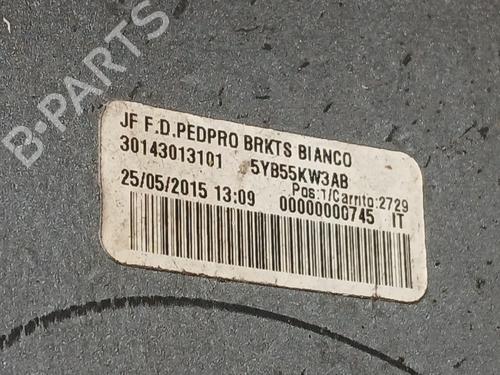 B-PARTS
JF F.D.PEDPRO BRKTS BIANCO
30143013101 5YB55KW3AB
Pos:1/Carrito:2729
25/05/2015 13:09 00000000745 IT